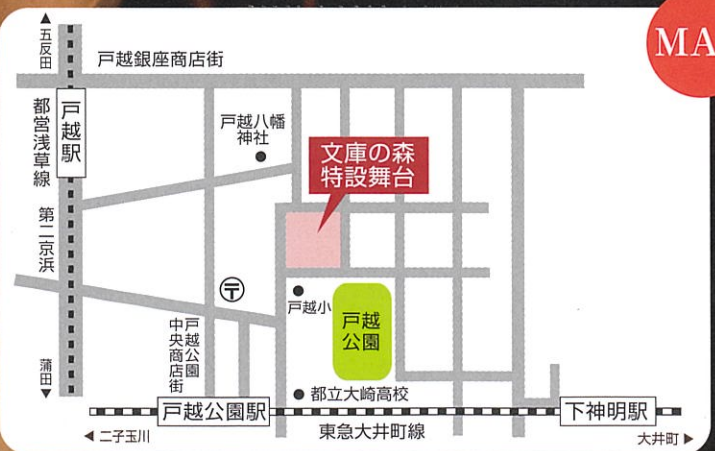 ▲五反田
戸越銀座商店街
MA
都営浅草線
戸越駅
戸越八幡
神社
文庫の森
特設舞台
第二京浜
〒
戸越小
戸越
公園
戸越公園
中央商店街
蒲田▼
都立大崎高校
戸越公園駅
下神明駅
◀ 二子玉川
東急大井町線
大井町 ▶